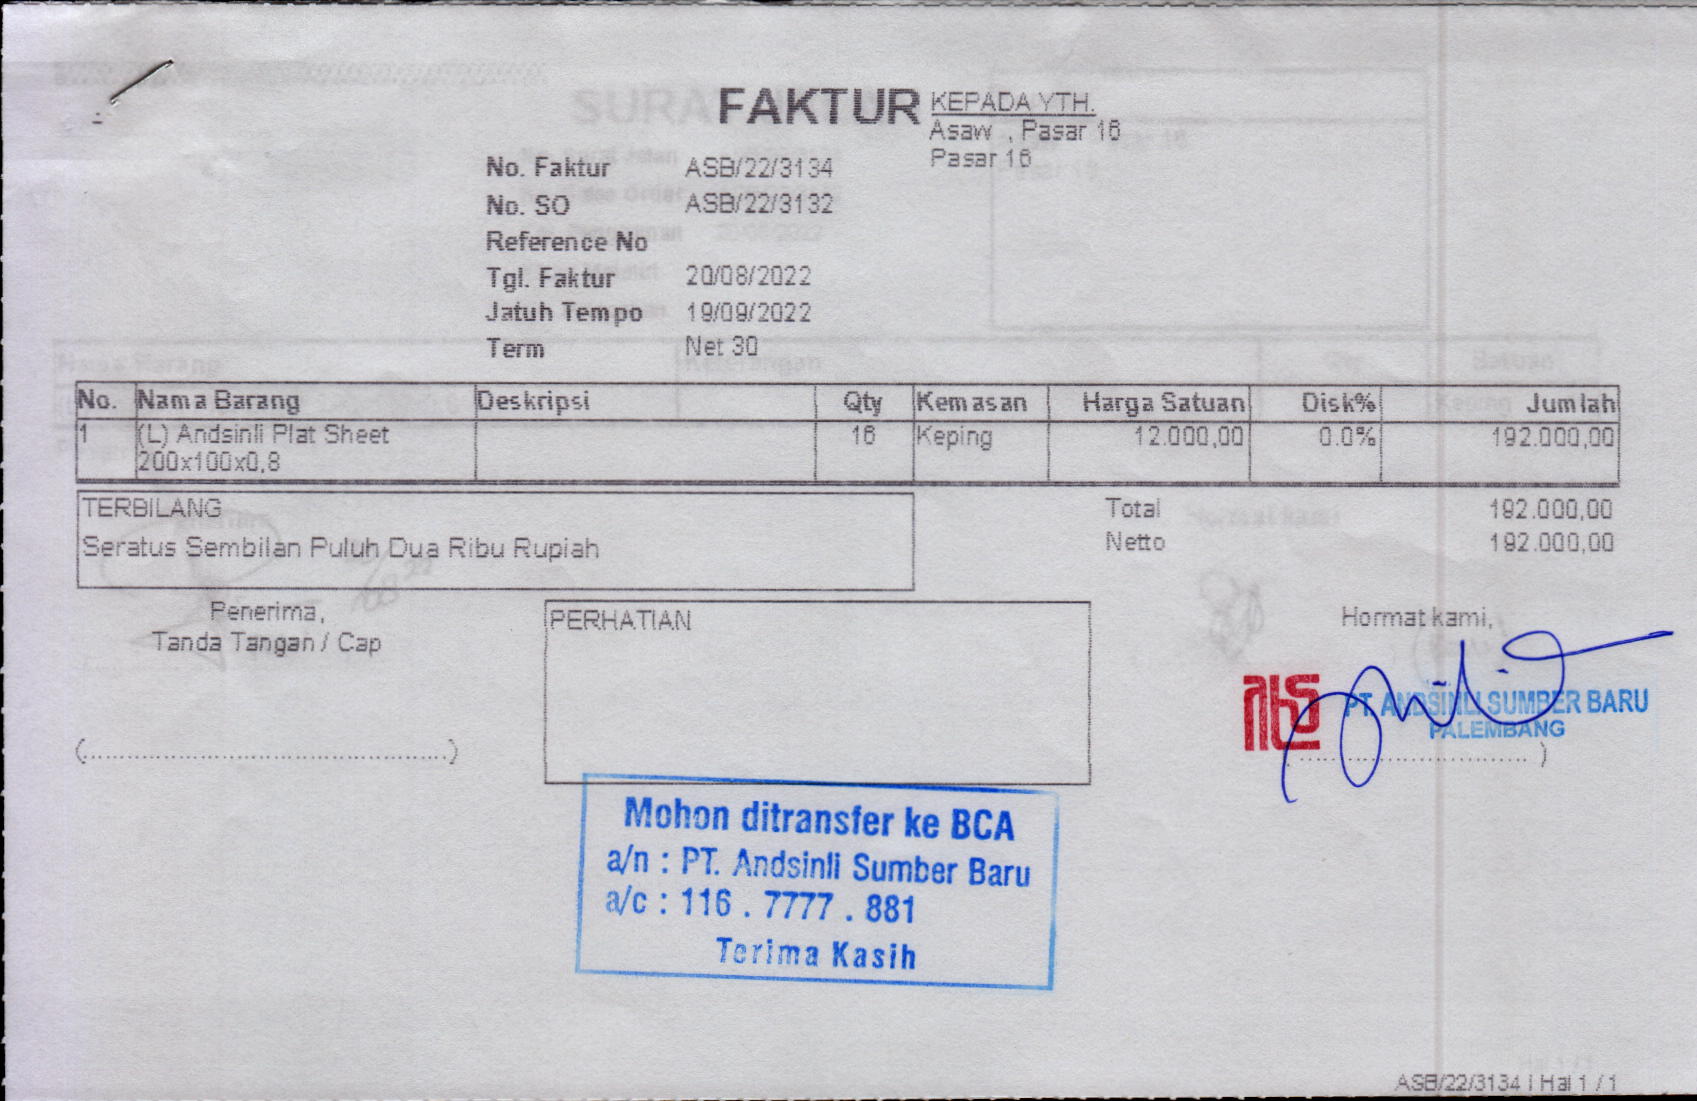 FAKTUR
KEPADA YTH.
Asaw , Pasar 16
Pasar 16
No. Faktur ASB/22/3134
No. SO ASB/22/3132
Reference No
Tgl. Faktur 20/08/2022
Jatuh Tempo 19/09/2022
Term Net 30
No. Nama Barang Deskripsi Qty Kemasan Harga Satuan Disk% Jumlah
1 (L) Andsinli Plat Sheet 16 Keping 12.000,00 0.0% 192.000,00
200x100x0,8
TERBILANG
Seratus Sembilan Puluh Dua Ribu Rupiah
Total 192.000,00
Netto 192.000,00
Penerima,
Tanda Tangan / Cap
(................................................)
PERHATIAN
Hormat kami,
PT. ANDSINLI SUMBER BARU
PALEMBANG
Mohon ditransfer ke BCA
a/n : PT. Andsinli Sumber Baru
a/c : 116 . 7777 . 881
Terima Kasih
ASB/22/3134 | Hal 1 / 1